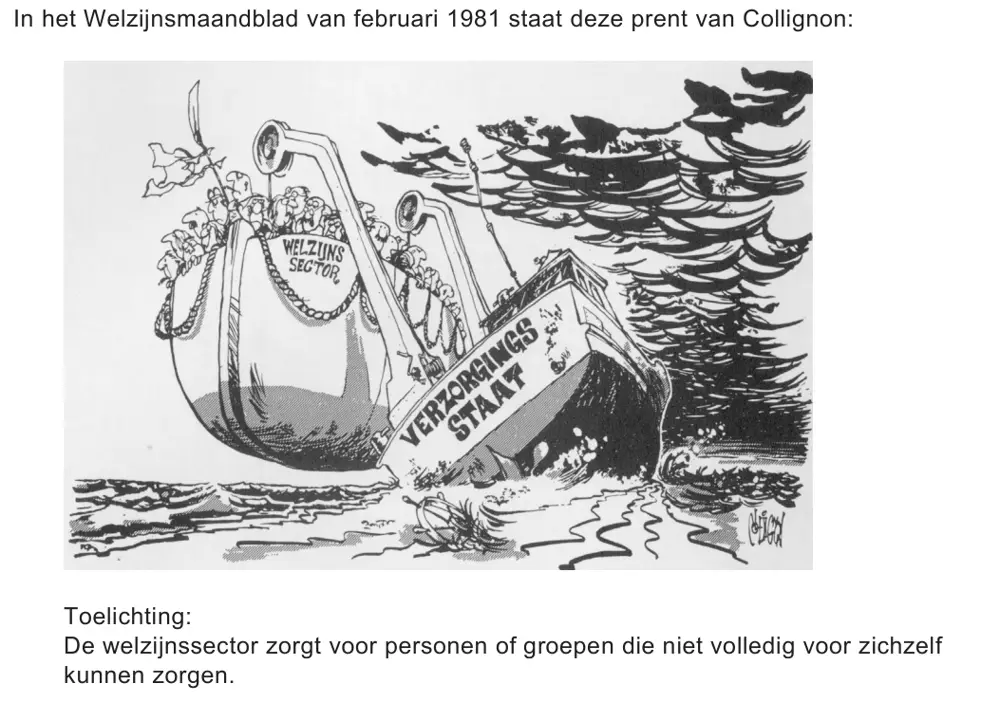 In het Welzijnsmaandblad van februari 1981 staat deze prent van Collignon:
WELZIJNS
SECTOR
VERZORGINGS
STAAT
COLLIGNON
Toelichting:
De welzijnssector zorgt voor personen of groepen die niet volledig voor zichzelf
kunnen zorgen.